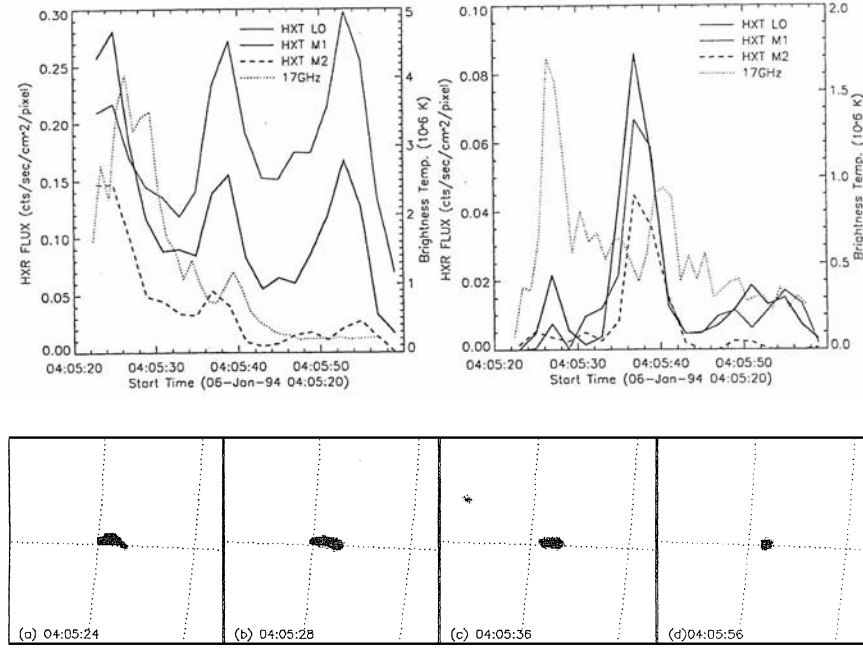 HXT LO
HXT M1
HXT M2
17GHz
0.30
0.25
0.20
0.15
0.10
0.05
0.00
HXR FLUX (cts/sec/cm^2/pixel)
5
4
3
2
1
0
Brightness Temp. (10^6 K)
04:05:20 04:05:30 04:05:40 04:05:50
Start Time (06-Jan-94 04:05:20)
HXT LO
HXT M1
HXT M2
17GHz
0.10
0.08
0.06
0.04
0.02
0.00
HXR FLUX (cts/sec/cm^2/pixel)
2.0
1.5
1.0
0.5
0.0
Brightness Temp. (10^6 K)
04:05:20 04:05:30 04:05:40 04:05:50
Start Time (06-Jan-94 04:05:20)
(a) 04:05:24
(b) 04:05:28
(c) 04:05:36
(d)04:05:56